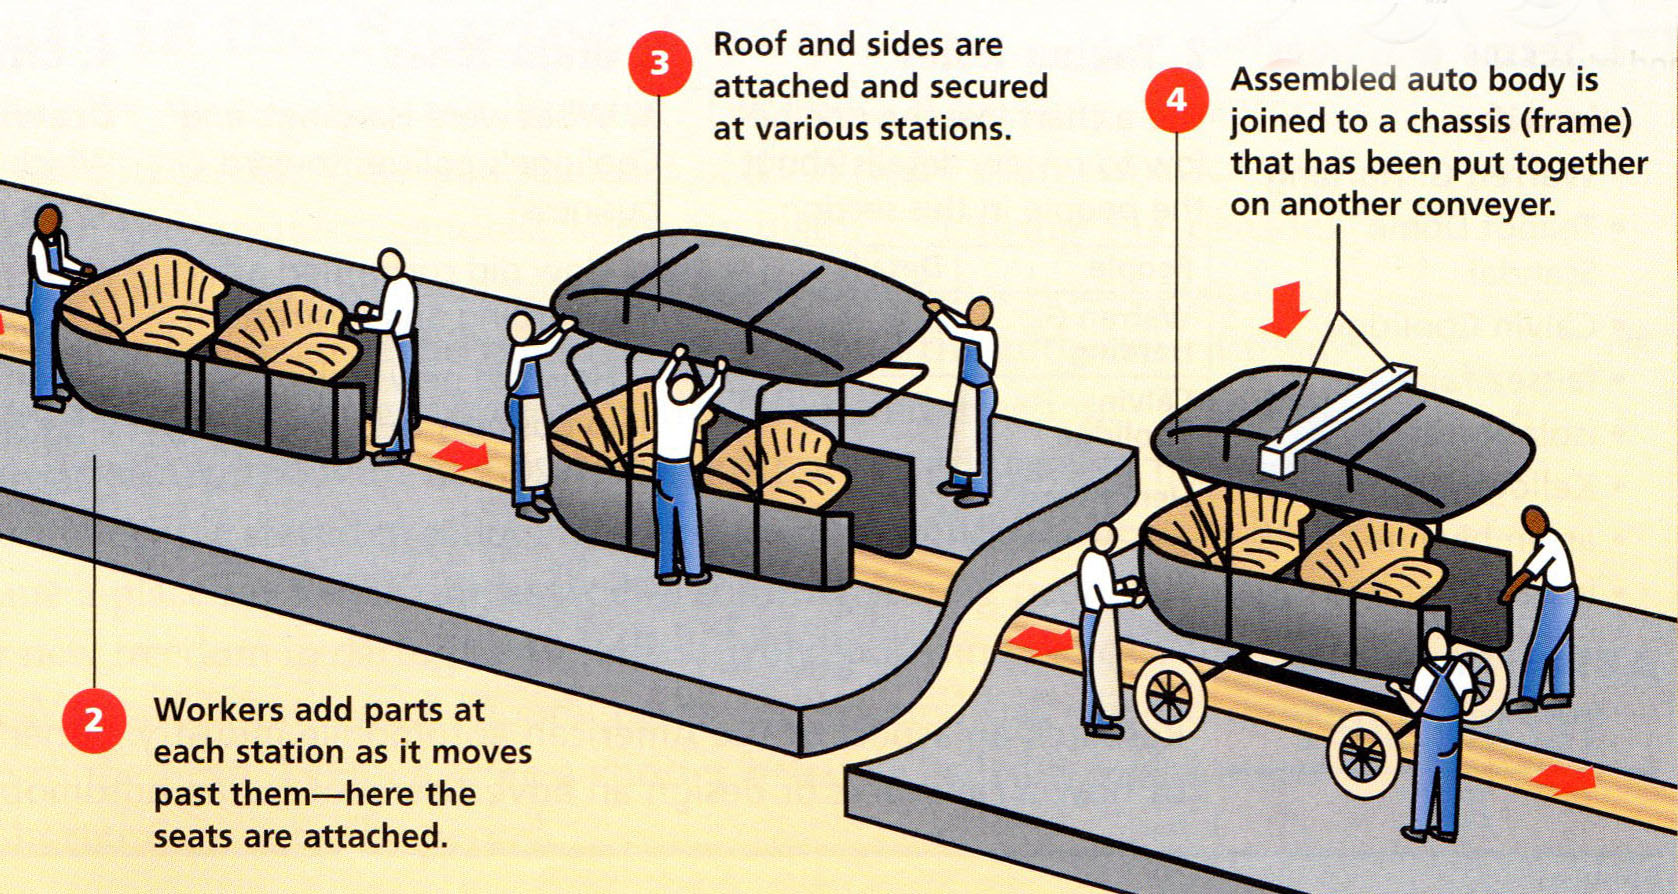 3
Roof and sides are
attached and secured
at various stations.
4
Assembled auto body is
joined to a chassis (frame)
that has been put together
on another conveyer.
2
Workers add parts at
each station as it moves
past them—here the
seats are attached.